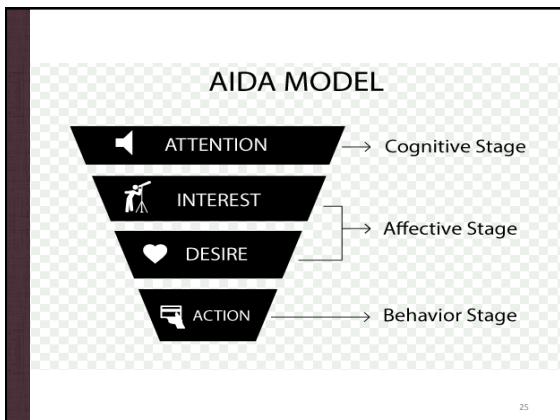 AIDA MODEL
ATTENTION
Cognitive Stage
INTEREST
Affective Stage
DESIRE
ACTION
Behavior Stage
25